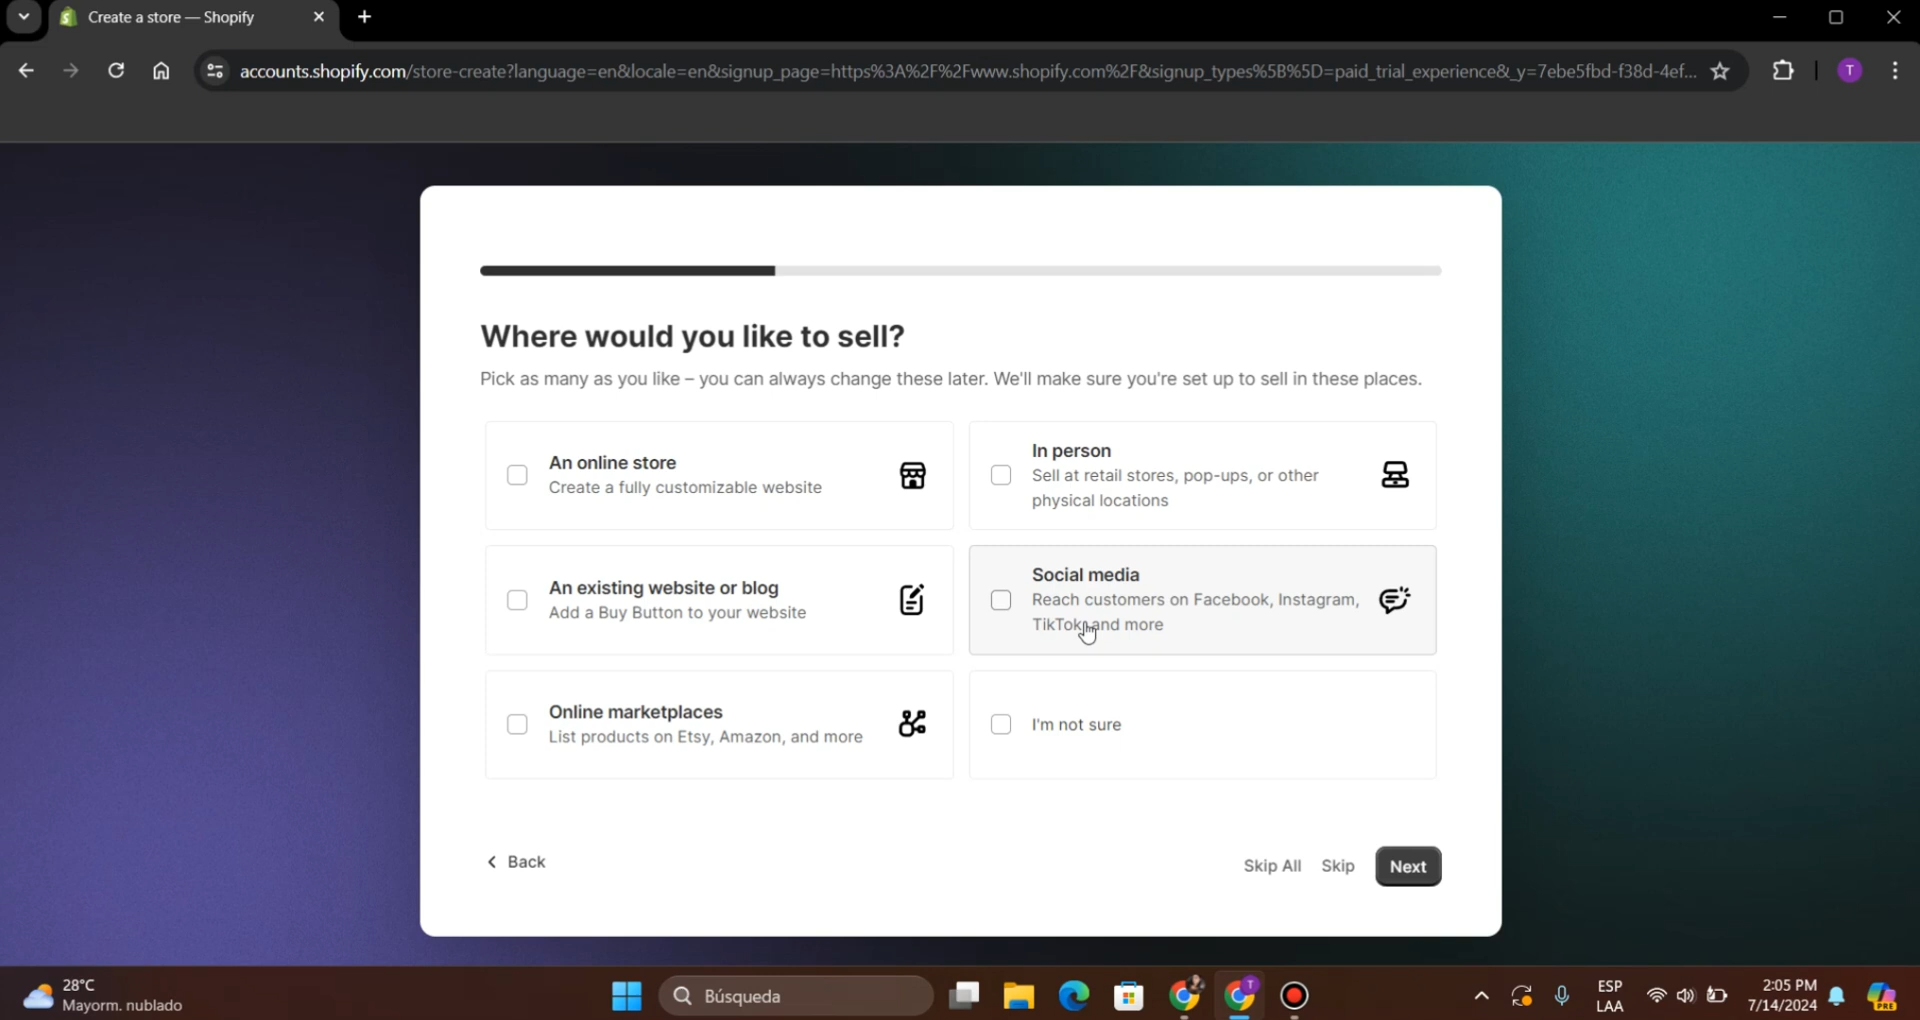 Create a store — Shopify
accounts.shopify.com/store-create?language=en&locale=en&signup_page=https%3A%2F%2Fwww.shopify.com%2F&signup_types%5B%5D=paid_trial_experience&_y=7ebe5fbd-f38d-4ef...
T
Where would you like to sell?
Pick as many as you like – you can always change these later. We'll make sure you're set up to sell in these places.
An online store
Create a fully customizable website
In person
Sell at retail stores, pop-ups, or other
physical locations
An existing website or blog
Add a Buy Button to your website
Social media
Reach customers on Facebook, Instagram,
TikTok, and more
Online marketplaces
List products on Etsy, Amazon, and more
I'm not sure
Back
Skip All
Skip
Next
28°C
Mayorm. nublado
Búsqueda
T
ESP
LAA
2:05 PM
7/14/2024
PRE